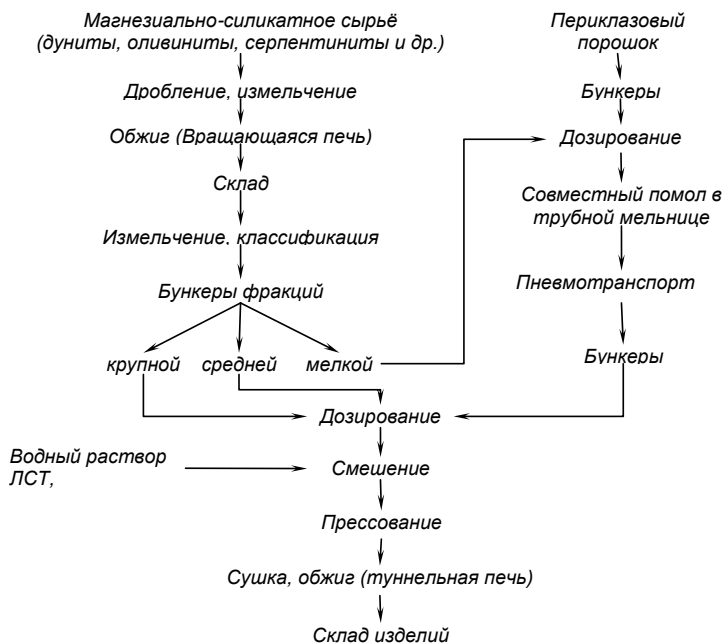 Магнезиально-силикатное сырьё
(дуниты, оливиниты, серпентиниты и др.)
Дробление, измельчение
Обжиг (Вращающаяся печь)
Склад
Измельчение, классификация
Бункеры фракций
крупной средней мелкой
Периклазовый
порошок
Бункеры
Дозирование
Совместный помол в
трубной мельнице
Пневмотранспорт
Бункеры
Дозирование
Водный раствор
ЛСТ,
Смешение
Прессование
Сушка, обжиг (туннельная печь)
Склад изделий